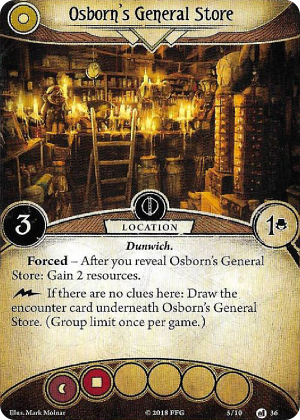 Osborn's General Store
3
LOCATION
1
Dunwich.
Forced – After you reveal Osborn's General
Store: Gain 2 resources.
If there are no clues here: Draw the
encounter card underneath Osborn's General
Store. (Group limit once per game.)
Illus. Mark Molnar
© 2018 FFG
5/10
36